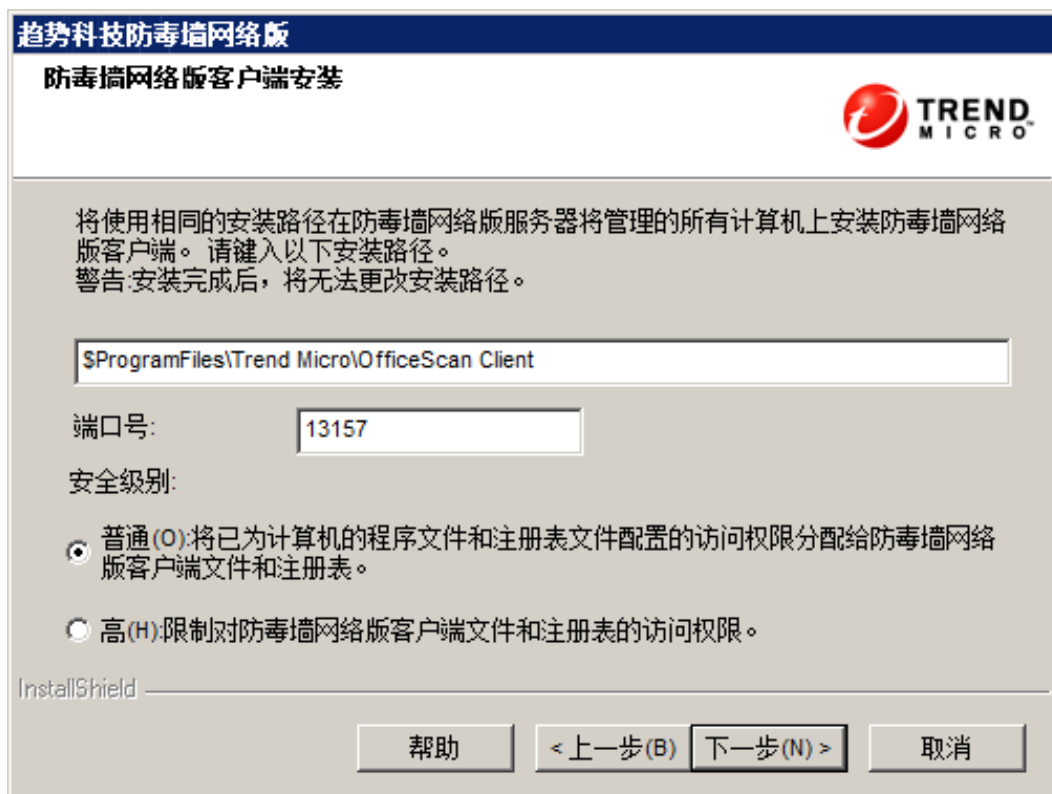 趋势科技防毒墙网络版
防毒墙网络版客户端安装
TREND
MICRO
将使用相同的安装路径在防毒墙网络版服务器将管理的所有计算机上安装防毒墙网络
版客户端。 请键入以下安装路径。
警告:安装完成后，将无法更改安装路径。
$ProgramFiles\Trend Micro\OfficeScan Client
端口号: 13157
安全级别:
普通(O):将已为计算机的程序文件和注册表文件配置的访问权限分配给防毒墙网络
版客户端文件和注册表。
高(H):限制对防毒墙网络版客户端文件和注册表的访问权限。
InstallShield
帮助 <上一步(B) 下一步(N) > 取消